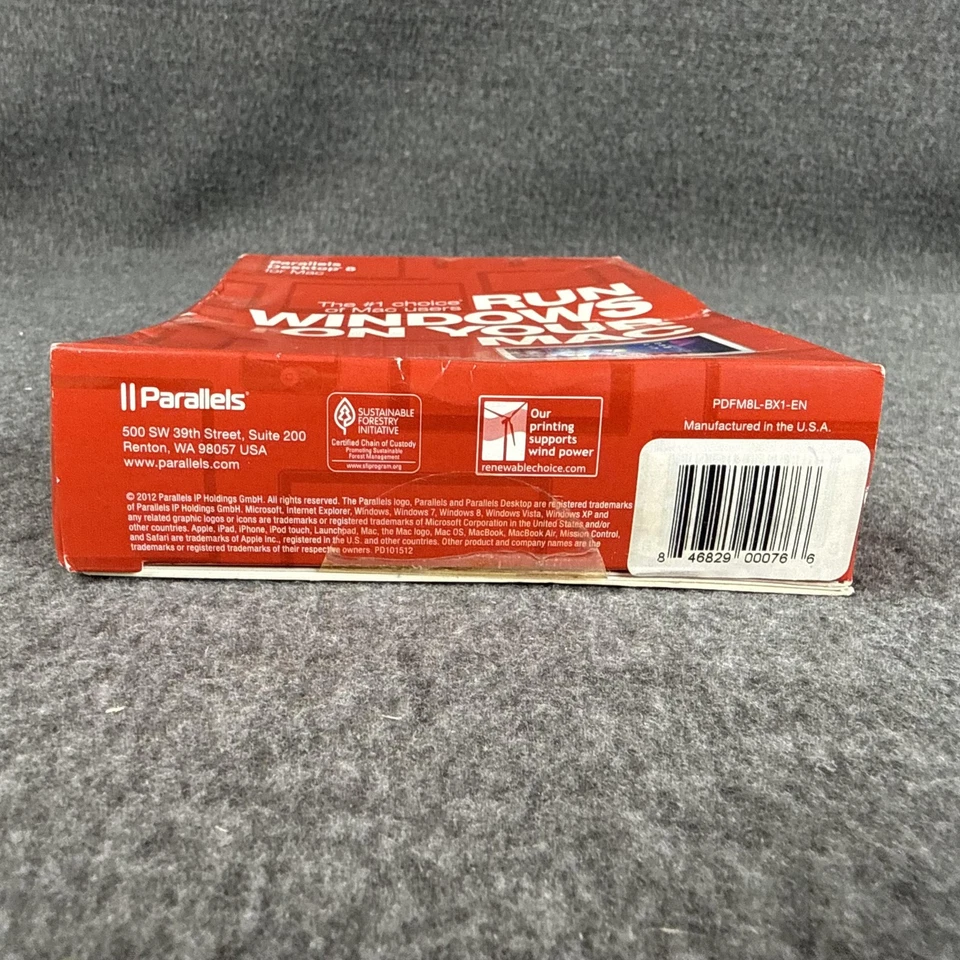 Parallels
Desktop 8
for Mac
The #1 choice
of Mac users
RUN
WINDOWS
ON YOUR
MAC
Parallels
500 SW 39th Street, Suite 200
Renton, WA 98057 USA
www.parallels.com
SUSTAINABLE
FORESTRY
INITIATIVE
Certified Chain of Custody
Promoting Sustainable
Forest Management
www.sfiprogram.org
Our
printing
supports
wind power
renewablechoice.com
PDFM8L-BX1-EN
Manufactured in the U.S.A.
© 2012 Parallels IP Holdings GmbH. All rights reserved. The Parallels logo, Parallels and Parallels Desktop are registered trademarks
of Parallels IP Holdings GmbH. Microsoft, Internet Explorer, Windows, Windows 7, Windows 8, Windows Vista, Windows XP and
any related graphic logos or icons are trademarks or registered trademarks of Microsoft Corporation in the United States and/or
other countries. Apple, iPad, iPhone, iPod touch, Launchpad, Mac, the Mac logo, Mac OS, MacBook, MacBook Air, Mission Control,
and Safari are trademarks of Apple Inc., registered in the U.S. and other countries. Other product and company names are the
trademarks or registered trademarks of their respective owners. PD101512
8 46829 00076 6